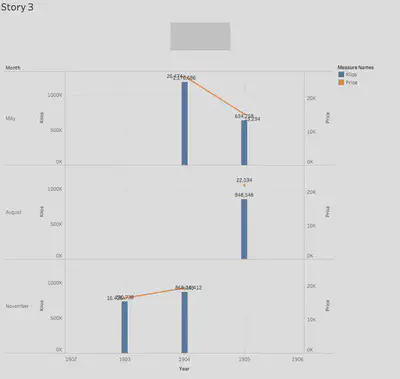 Story 3
Month
Measure Names
Kilos
Price
May
Kilos
1000K
500K
0K
Price
20K
10K
0K
August
Kilos
1000K
500K
0K
22,334
848,548
Price
20K
10K
0K
November
Kilos
1000K
500K
0K
Price
20K
10K
0K
1902
1903
1904
1905
1906
Year